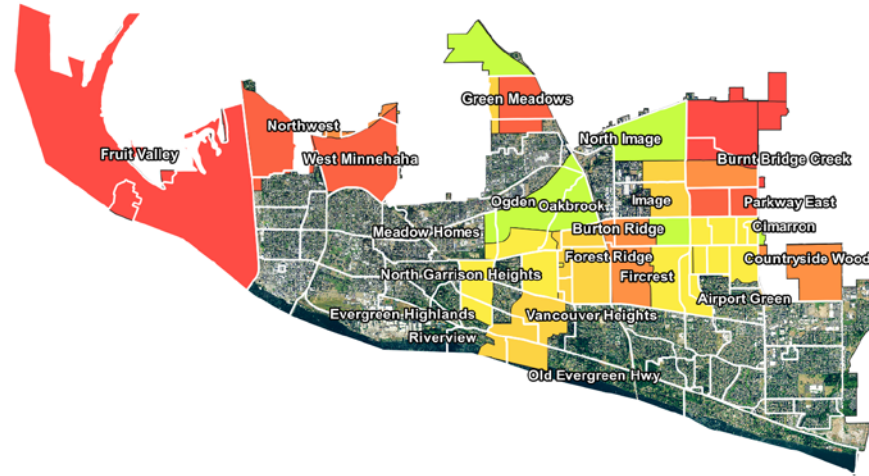 Green Meadows
Northwest
North Image
Fruit Valley
West Minnehaha
Burnt Bridge Creek
Ogden
Oakbrook
Image
Parkway East
Meadow Homes
Burton Ridge
CImarron
Forest Ridge
Countryside Wood
North Garrison Heights
Fircrest
Airport Green
Evergreen Highlands
Vancouver Heights
Riverview
Old Evergreen Hwy